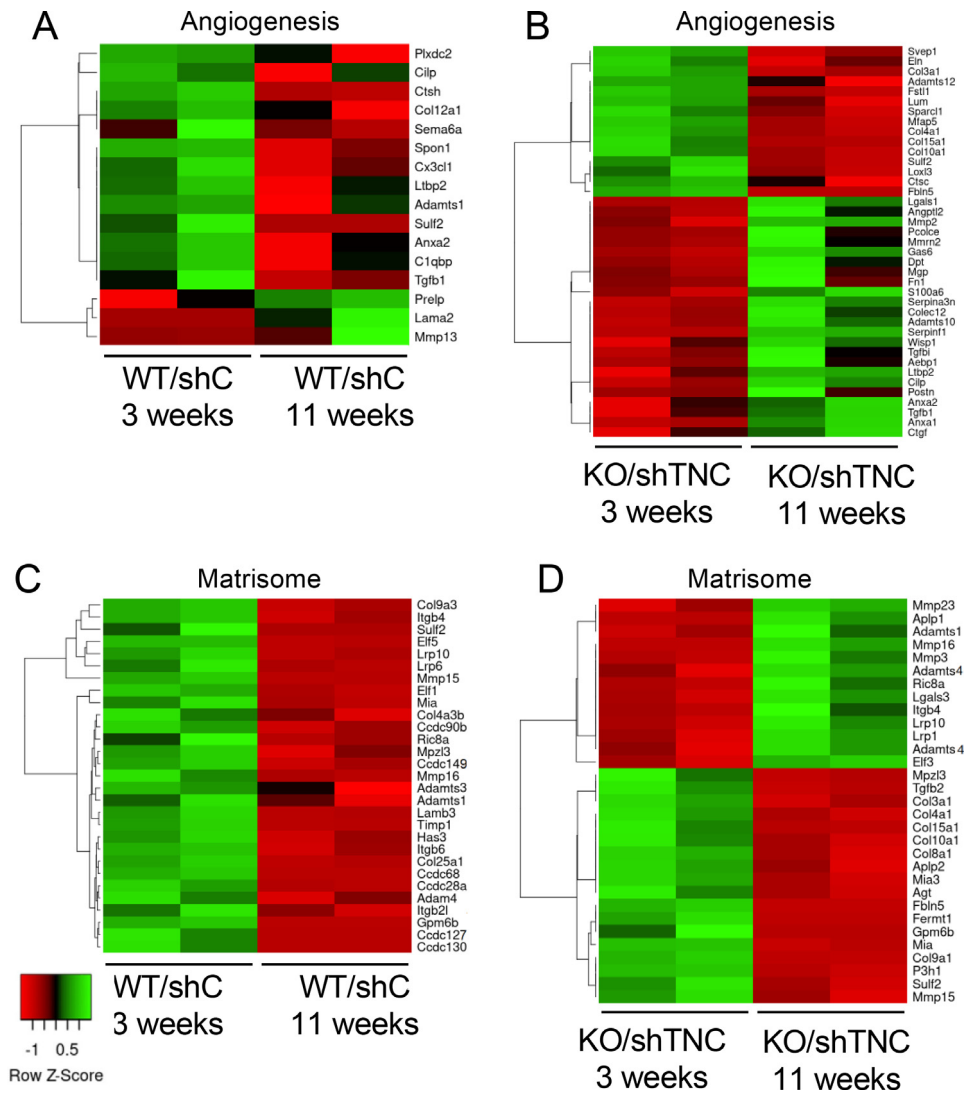 A
Angiogenesis
Plxdc2
Cilp
Ctsh
Col12a1
Sema6a
Spon1
Cx3cl1
Ltbp2
Adamts1
Sulf2
Anxa2
C1qbp
Tgfb1
Prelp
Lama2
Mmp13
WT/shC
3 weeks
WT/shC
11 weeks
B
Angiogenesis
Svep1
Eln
Col3a1
Adamts12
Fstl1
Lum
Sparcl1
Mfap5
Col4a1
Col15a1
Col10a1
Sulf2
Loxl3
Ctsc
Fbln5
Lgals1
Angptl2
Mmp2
Pcolce
Mmrn2
Gas6
Dpt
Mgp
Fn1
S100a6
Serpina3n
Colec12
Adamts10
Serpinf1
Wisp1
Tgfbi
Aebp1
Ltbp2
Cilp
Postn
Anxa2
Tgfb1
Anxa1
Ctgf
KO/shTNC
3 weeks
KO/shTNC
11 weeks
C
Matrisome
Col9a3
Itgb4
Sulf2
Elf5
Lrp10
Lrp6
Mmp15
Elf1
Mia
Col4a3b
Ccdc90b
Ric8a
Mpzl3
Ccdc149
Mmp16
Adamts3
Adamts1
Lamb3
Timp1
Has3
Itgb6
Col25a1
Ccdc68
Ccdc28a
Adam4
Itgb2l
Gpm6b
Ccdc127
Ccdc130
WT/shC
3 weeks
WT/shC
11 weeks
-1 0.5
Row Z-Score
D
Matrisome
Mmp23
Aplp1
Adamts1
Mmp16
Mmp3
Adamts4
Ric8a
Lgals3
Itgb4
Lrp10
Lrp1
Adamts4
Elf3
Mpzl3
Tgfb2
Col3a1
Col4a1
Col15a1
Col10a1
Col8a1
Aplp2
Mia3
Agt
Fbln5
Fermt1
Gpm6b
Mia
Col9a1
P3h1
Sulf2
Mmp15
KO/shTNC
3 weeks
KO/shTNC
11 weeks